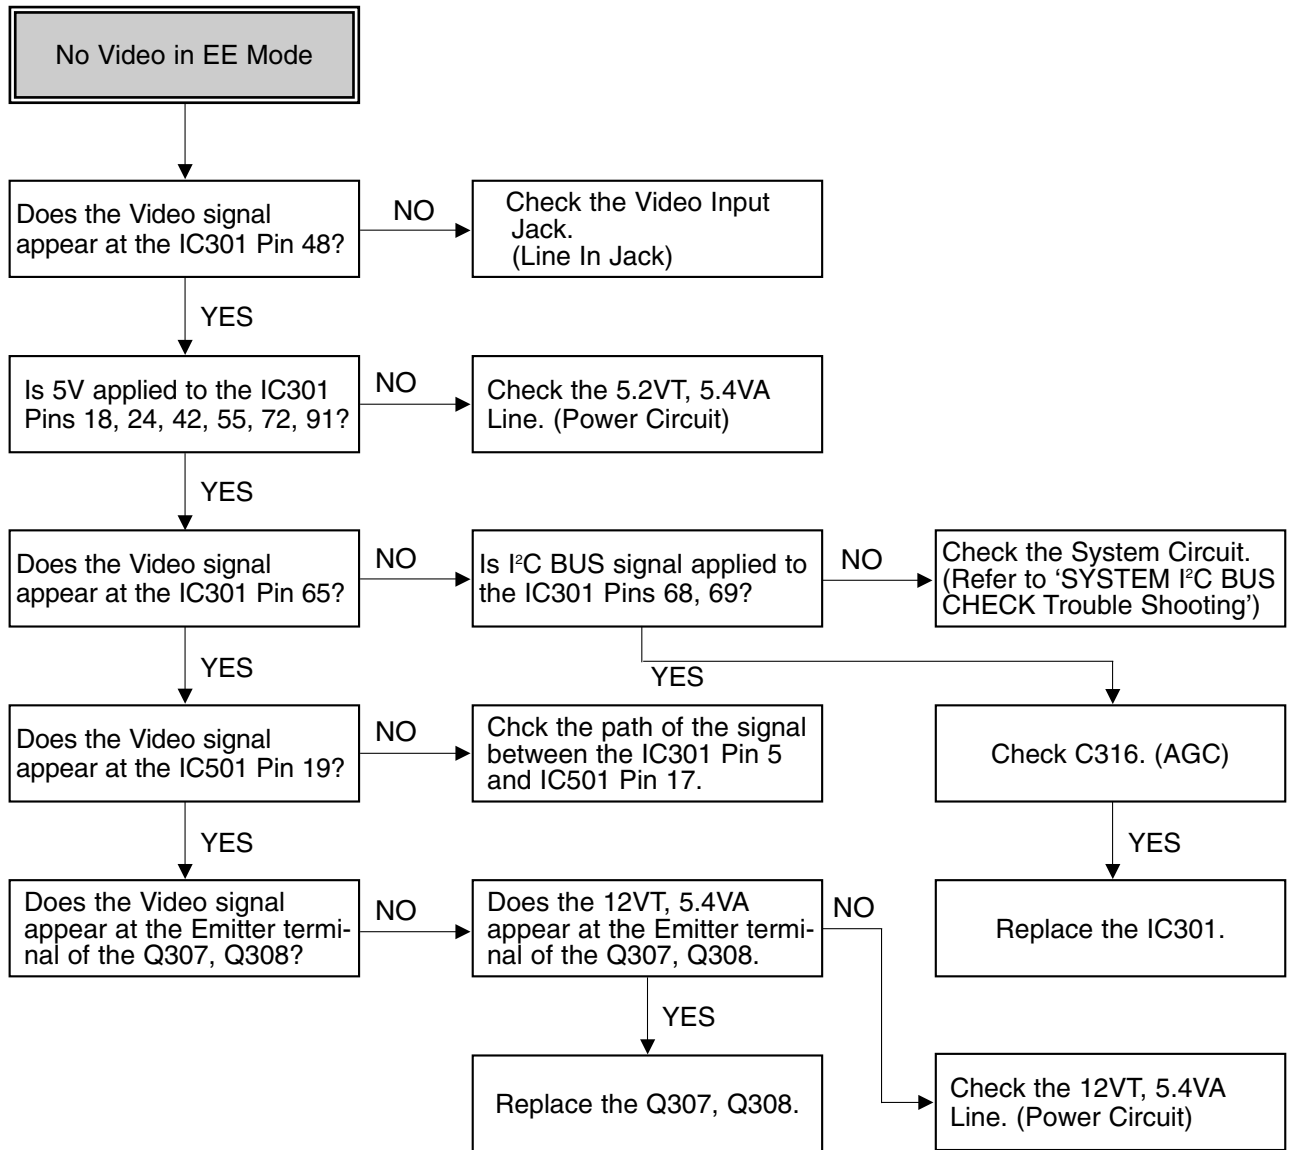 No Video in EE Mode
Does the Video signal
appear at the IC301 Pin 48?
NO
Check the Video Input
Jack.
(Line In Jack)
YES
Is 5V applied to the IC301
Pins 18, 24, 42, 55, 72, 91?
NO
Check the 5.2VT, 5.4VA
Line. (Power Circuit)
YES
Does the Video signal
appear at the IC301 Pin 65?
NO
Is I²C BUS signal applied to
the IC301 Pins 68, 69?
NO
Check the System Circuit.
(Refer to ‘SYSTEM I²C BUS
CHECK Trouble Shooting’)
YES
YES
Does the Video signal
appear at the IC501 Pin 19?
NO
Chck the path of the signal
between the IC301 Pin 5
and IC501 Pin 17.
Check C316. (AGC)
YES
YES
Does the Video signal
appear at the Emitter termi-
nal of the Q307, Q308?
NO
Does the 12VT, 5.4VA
appear at the Emitter termi-
nal of the Q307, Q308.
NO
Replace the IC301.
YES
Replace the Q307, Q308.
Check the 12VT, 5.4VA
Line. (Power Circuit)